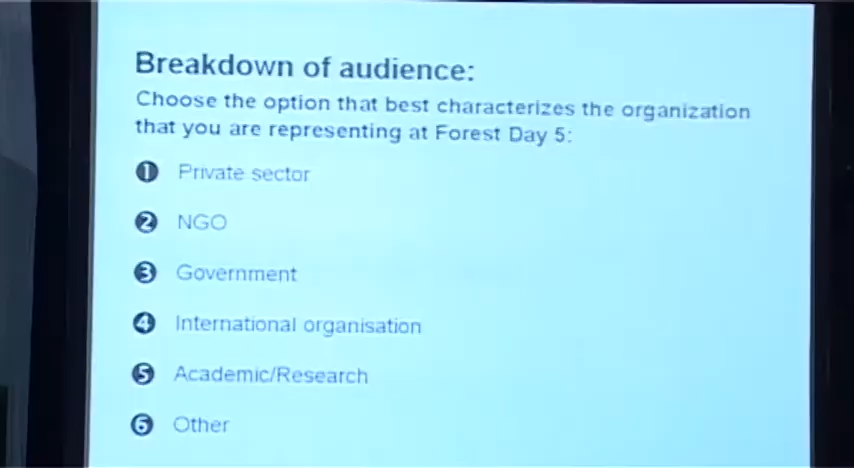 Breakdown of audience:
Choose the option that best characterizes the organization
that you are representing at Forest Day 5:
1 Private sector
2 NGO
3 Government
4 International organisation
5 Academic/Research
6 Other